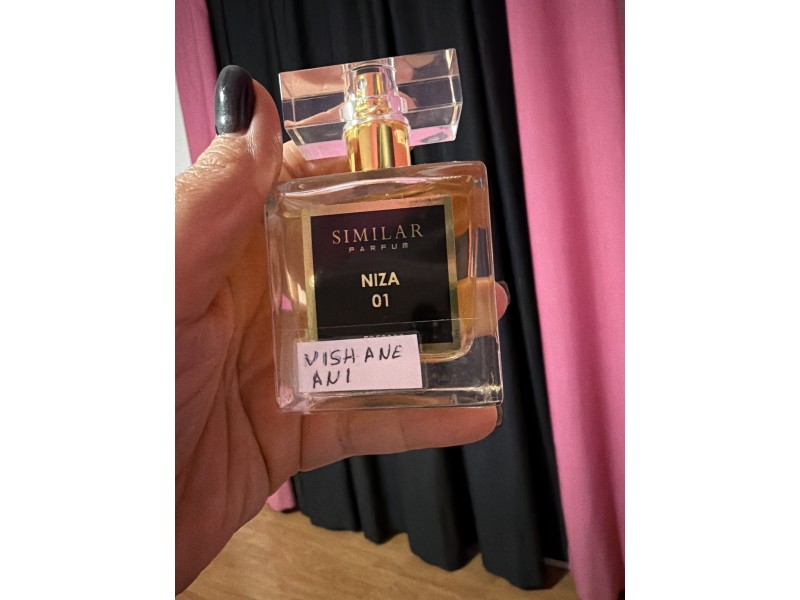 SIMILAR
PARFUM
NIZA
01
NISHANE
ANI